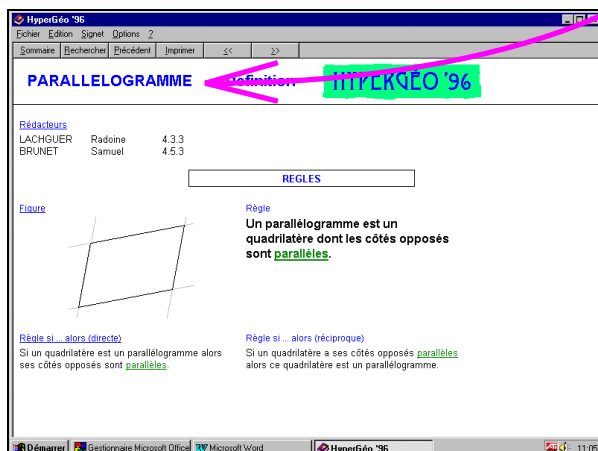 HyperGéo '96
Fichier Edition Signet Options ?
Sommaire Rechercher Précédent Imprimer << >>
PARALLELOGRAMME Définition HYPERGÉO '96
Rédacteurs
LACHGUER Radoine 4.3.3
BRUNET Samuel 4.5.3
REGLES
Figure
Règle
Un parallélogramme est un
quadrilatère dont les côtés opposés
sont parallèles.
Règle si ... alors (directe)
Si un quadrilatère est un parallélogramme alors
ses côtés opposés sont parallèles.
Règle si ... alors (réciproque)
Si un quadrilatère a ses côtés opposés parallèles
alors ce quadrilatère est un parallélogramme.
Démarrer Gestionnaire Microsoft Office Microsoft Word HyperGéo '96 11:05